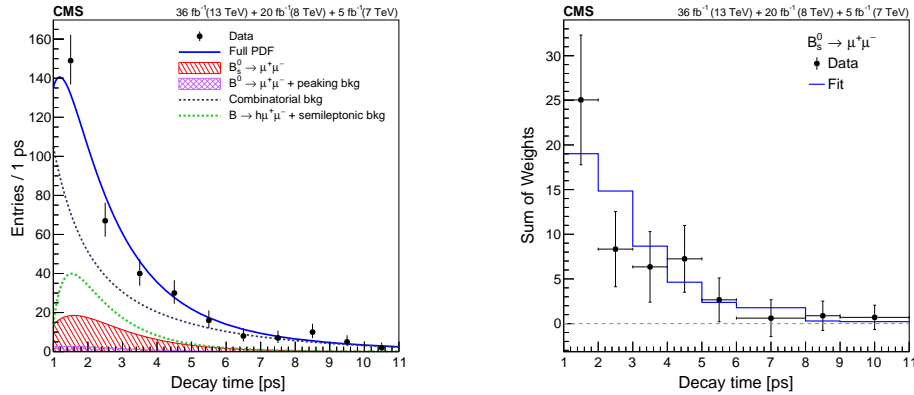 CMS
36 fb⁻¹(13 TeV) + 20 fb⁻¹(8 TeV) + 5 fb⁻¹(7 TeV)
Data
Full PDF
B⁰ₛ → μ⁺μ⁻
B⁰ → μ⁺μ⁻ + peaking bkg
Combinatorial bkg
B → hμ⁺μ⁻ + semileptonic bkg
Entries / 1 ps
160
140
120
100
80
60
40
20
0
1 2 3 4 5 6 7 8 9 10 11
Decay time [ps]
CMS
36 fb⁻¹(13 TeV) + 20 fb⁻¹(8 TeV) + 5 fb⁻¹(7 TeV)
B⁰ₛ → μ⁺μ⁻
Data
Fit
Sum of Weights
30
25
20
15
10
5
0
1 2 3 4 5 6 7 8 9 10 11
Decay time [ps]